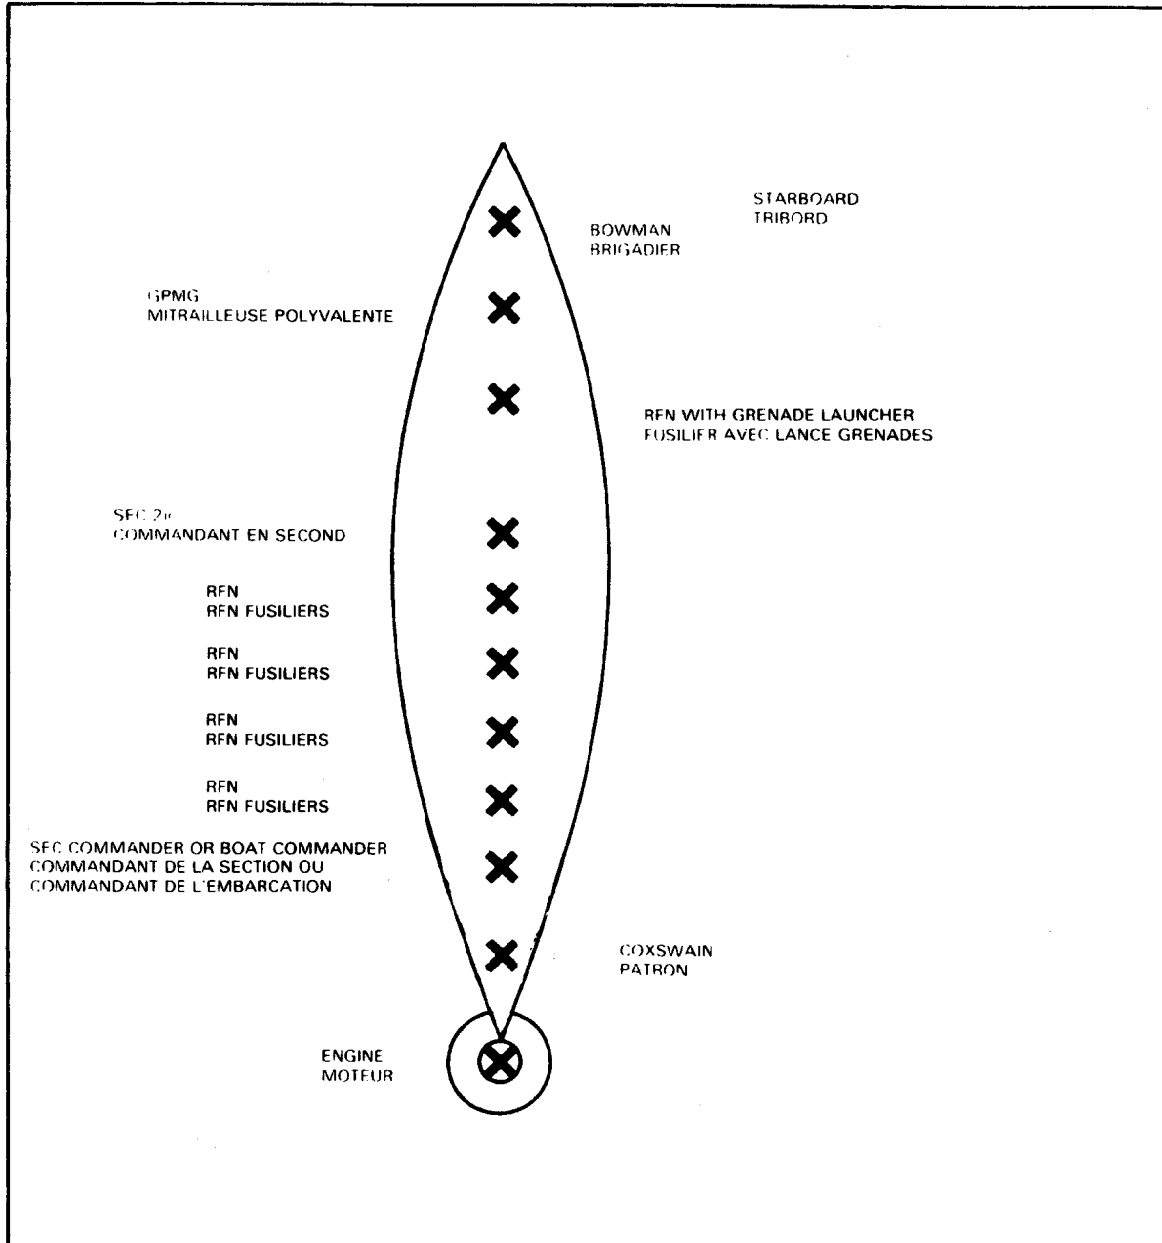 STARBOARD
TRIBORD
BOWMAN
BRIGADIER
GPMG
MITRAILLEUSE POLYVALENTE
RFN WITH GRENADE LAUNCHER
FUSILIER AVEC LANCE GRENADES
SEC 2ic
COMMANDANT EN SECOND
RFN
RFN FUSILIERS
RFN
RFN FUSILIERS
RFN
RFN FUSILIERS
RFN
RFN FUSILIERS
SEC COMMANDER OR BOAT COMMANDER
COMMANDANT DE LA SECTION OU
COMMANDANT DE L'EMBARCATION
COXSWAIN
PATRON
ENGINE
MOTEUR